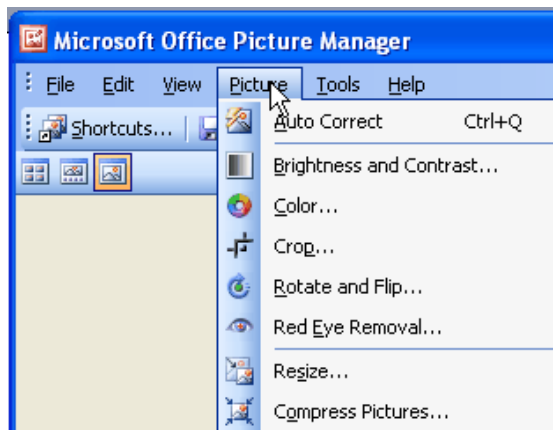 Microsoft Office Picture Manager
File Edit View Picture Tools Help
Shortcuts...
Auto Correct Ctrl+Q
Brightness and Contrast...
Color...
Crop...
Rotate and Flip...
Red Eye Removal...
Resize...
Compress Pictures...